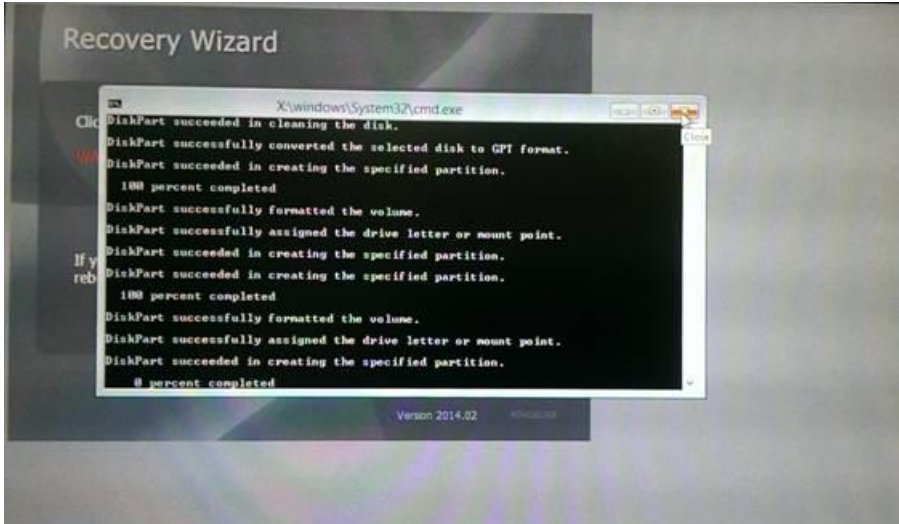 Recovery Wizard
X:\windows\System32\cmd.exe
Close
Clic
DiskPart succeeded in cleaning the disk.
DiskPart successfully converted the selected disk to GPT format.
WA
DiskPart succeeded in creating the specified partition.
100 percent completed
DiskPart successfully formatted the volume.
DiskPart successfully assigned the drive letter or mount point.
DiskPart succeeded in creating the specified partition.
If y
reb
DiskPart succeeded in creating the specified partition.
100 percent completed
DiskPart successfully formatted the volume.
DiskPart successfully assigned the drive letter or mount point.
DiskPart succeeded in creating the specified partition.
0 percent completed
Version 2014.02